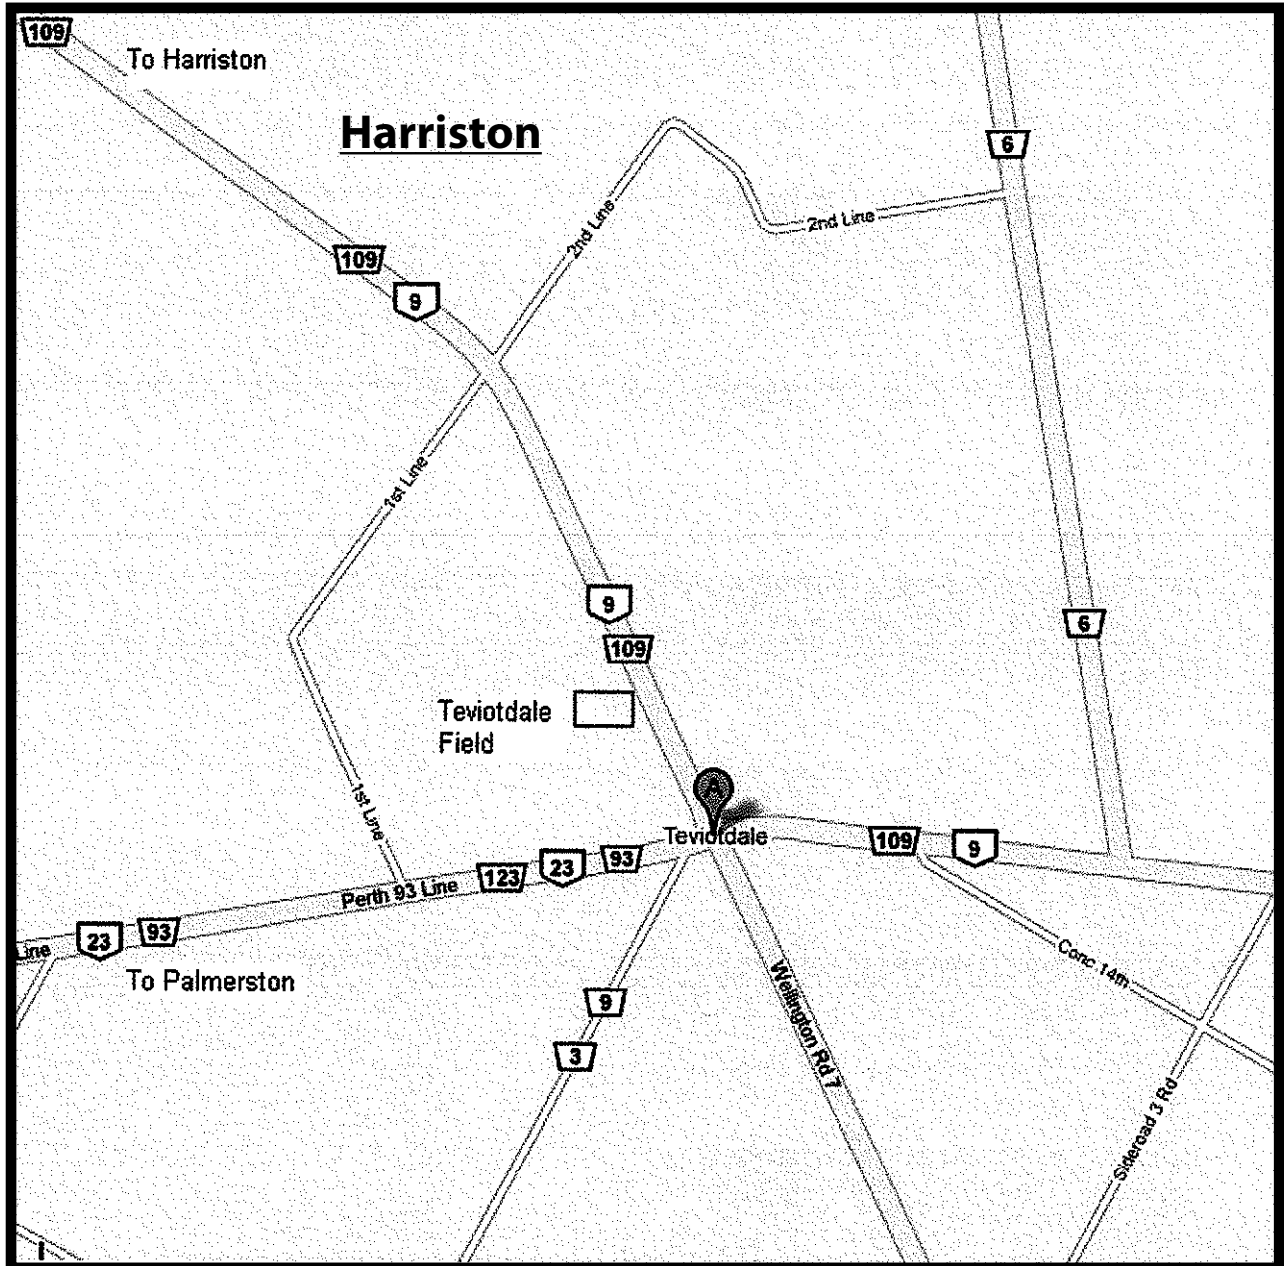 109
To Harriston
Harriston
6
2nd Line
2nd Line
109
9
1st Line
9
6
109
Teviotdale
Field
A
1st Line
Teviotdale
109
9
93
23
123
Perth 93 Line
93
23
Line
Conc 14th
To Palmerston
9
Wellington Rd 7
3
Sideroad 3 Rd